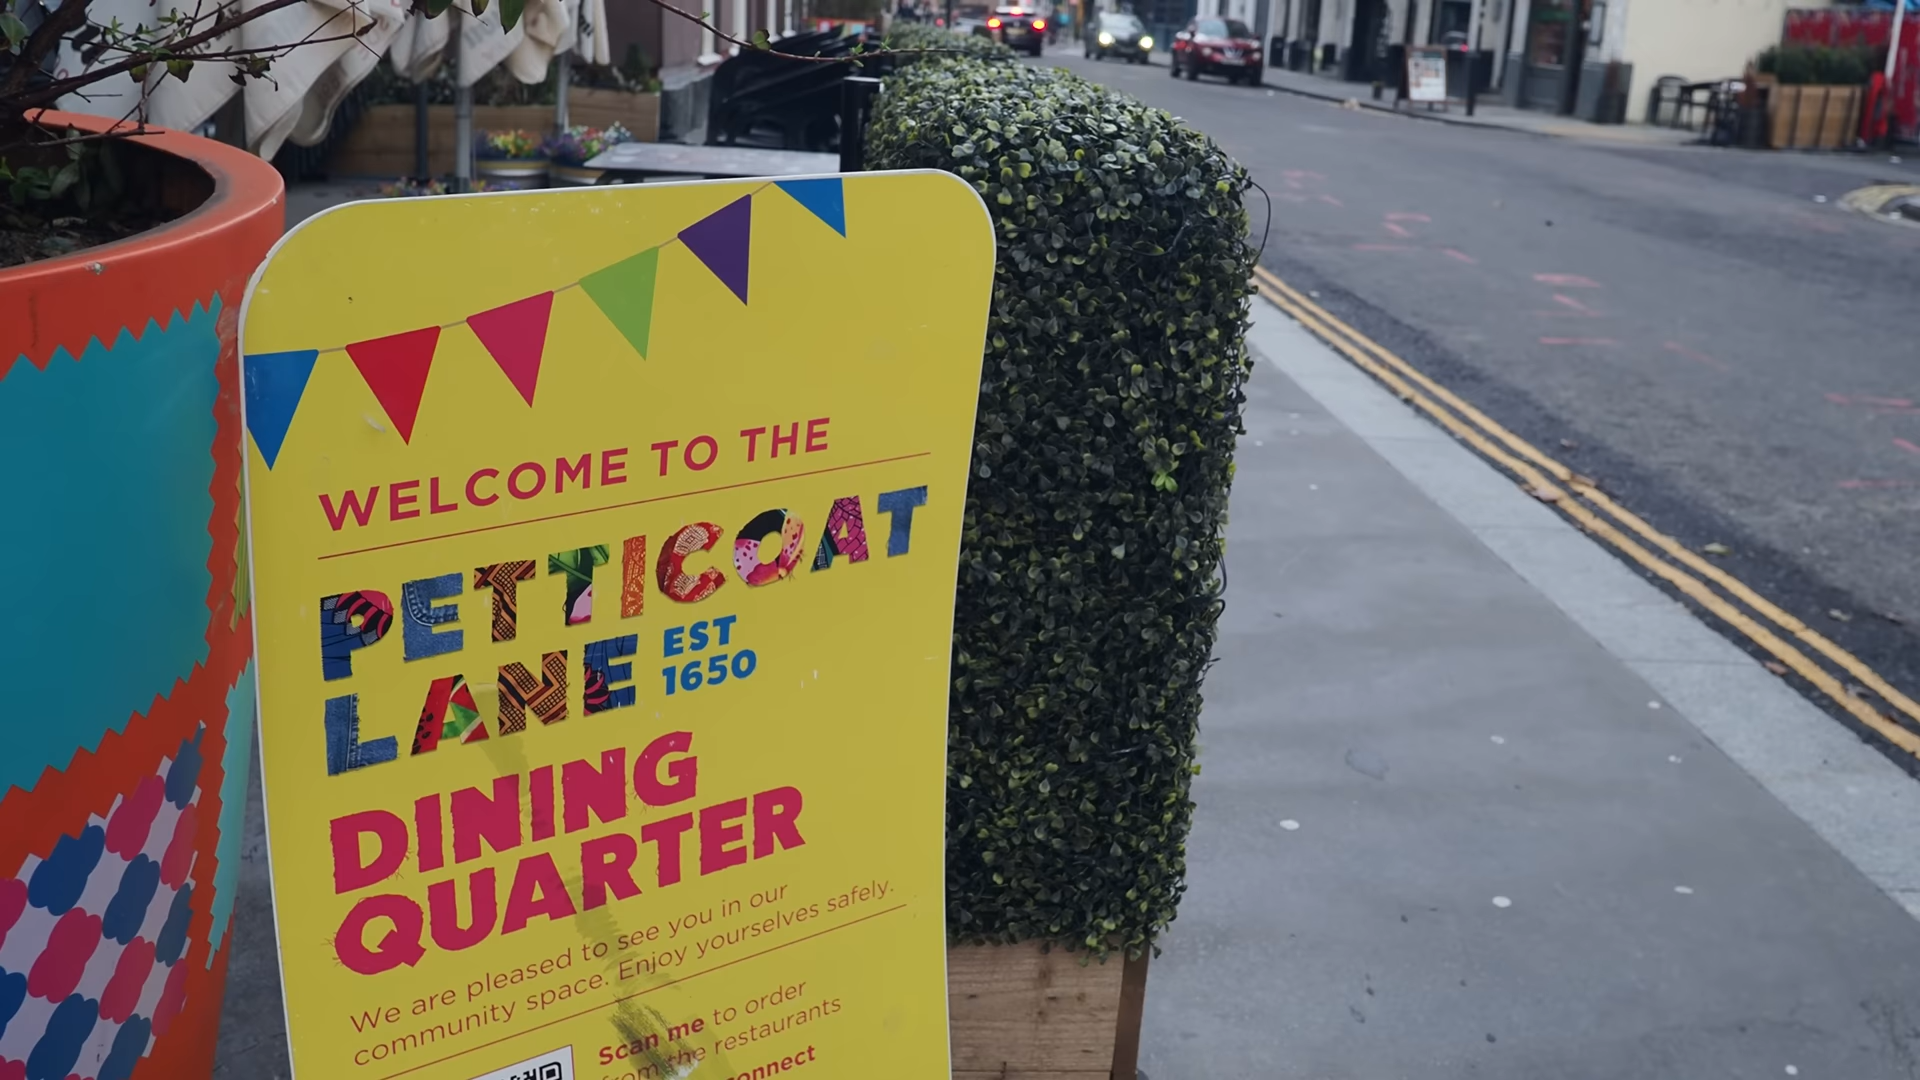 WELCOME TO THE
PETTICOAT
LANE
EST
1650
DINING
QUARTER
We are pleased to see you in our
community space. Enjoy yourselves safely.
Scan me to order
from the restaurants
onnect